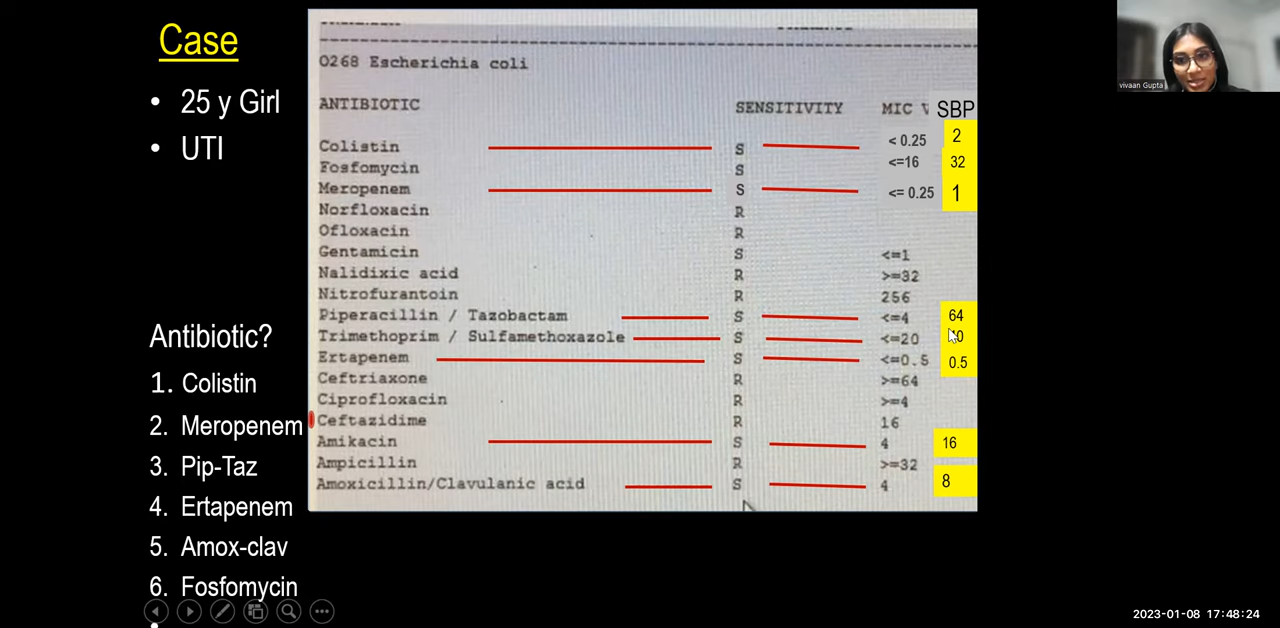 Case
• 25 y Girl
• UTI
Antibiotic?
1. Colistin
2. Meropenem
3. Pip-Taz
4. Ertapenem
5. Amox-clav
6. Fosfomycin
O268 Escherichia coli
ANTIBIOTIC SENSITIVITY MIC V SBP
Colistin S < 0.25 2
Fosfomycin S <=16 32
Meropenem S <= 0.25 1
Norfloxacin R
Ofloxacin R
Gentamicin S <=1
Nalidixic acid R >=32
Nitrofurantoin R 256
Piperacillin / Tazobactam S <=4 64
Trimethoprim / Sulfamethoxazole S <=20
Ertapenem S <=0.5 0.5
Ceftriaxone R >=64
Ciprofloxacin R >=4
Ceftazidime R 16
Amikacin S 4 16
Ampicillin R >=32
Amoxicillin/Clavulanic acid S 4 8
vivaan Gupta
2023-01-08 17:48:24